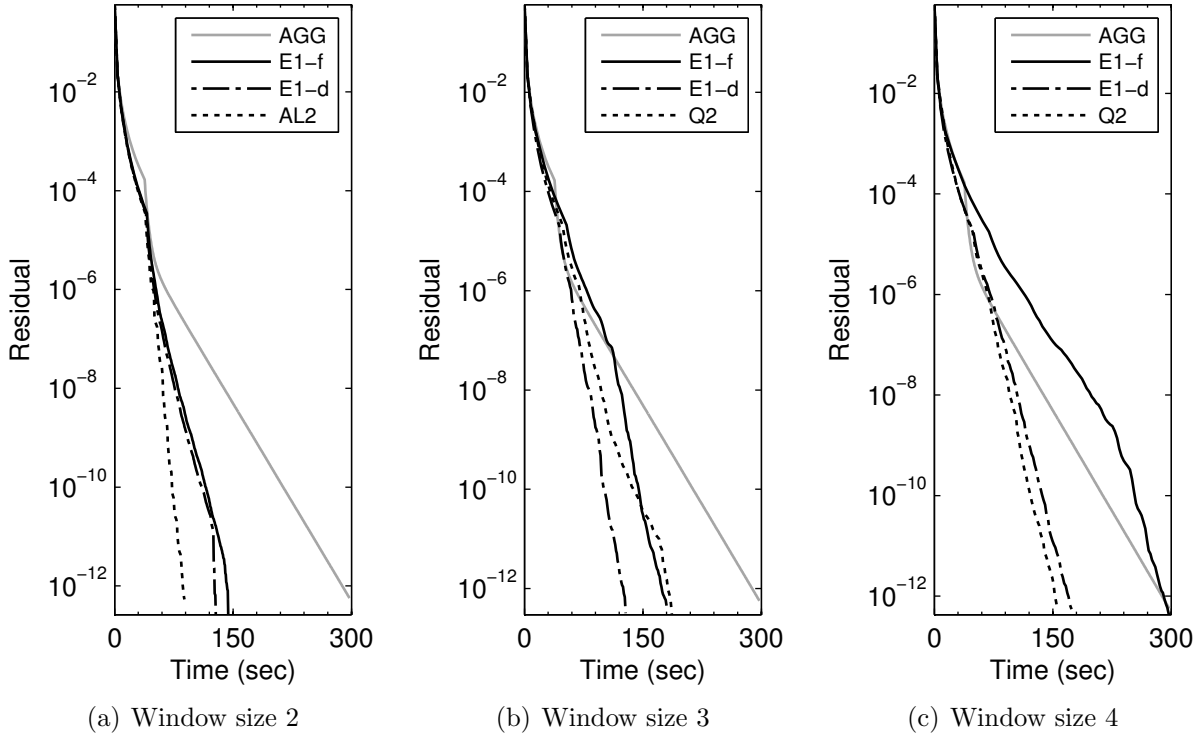 AGG
E1−f
E1−d
AL2
10−2
10−4
10−6
10−8
10−10
10−12
Residual
0
150
300
Time (sec)
(a) Window size 2
AGG
E1−f
E1−d
Q2
10−2
10−4
10−6
10−8
10−10
10−12
Residual
0
150
300
Time (sec)
(b) Window size 3
AGG
E1−f
E1−d
Q2
10−2
10−4
10−6
10−8
10−10
10−12
Residual
0
150
300
Time (sec)
(c) Window size 4